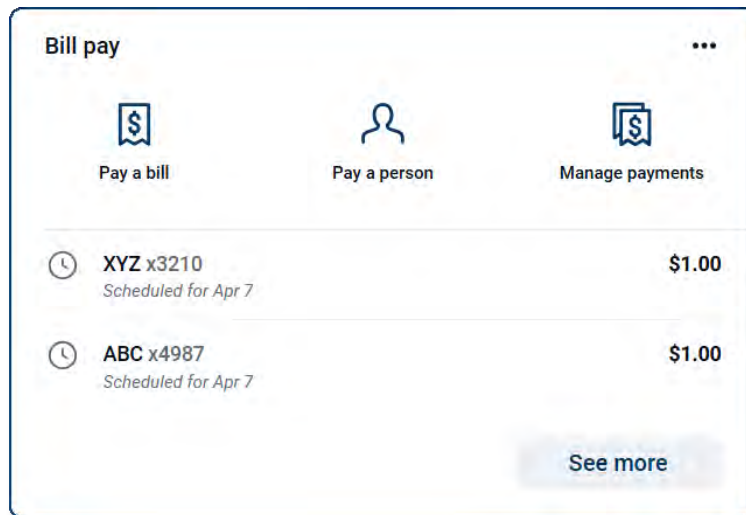 Bill pay
Pay a bill
Pay a person
Manage payments
XYZ x3210
$1.00
Scheduled for Apr 7
ABC x4987
$1.00
Scheduled for Apr 7
See more